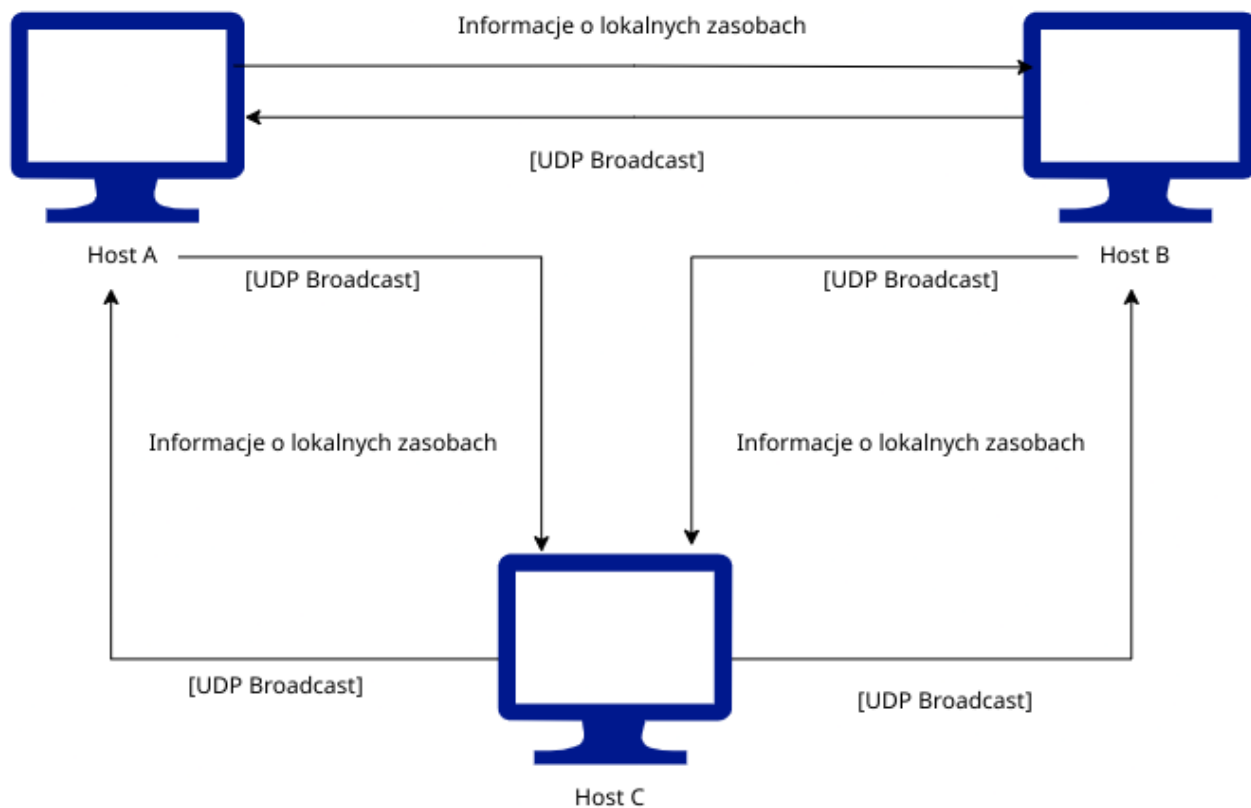 Informacje o lokalnych zasobach
[UDP Broadcast]
Host A
Host B
[UDP Broadcast]
[UDP Broadcast]
Informacje o lokalnych zasobach
Informacje o lokalnych zasobach
[UDP Broadcast]
[UDP Broadcast]
Host C